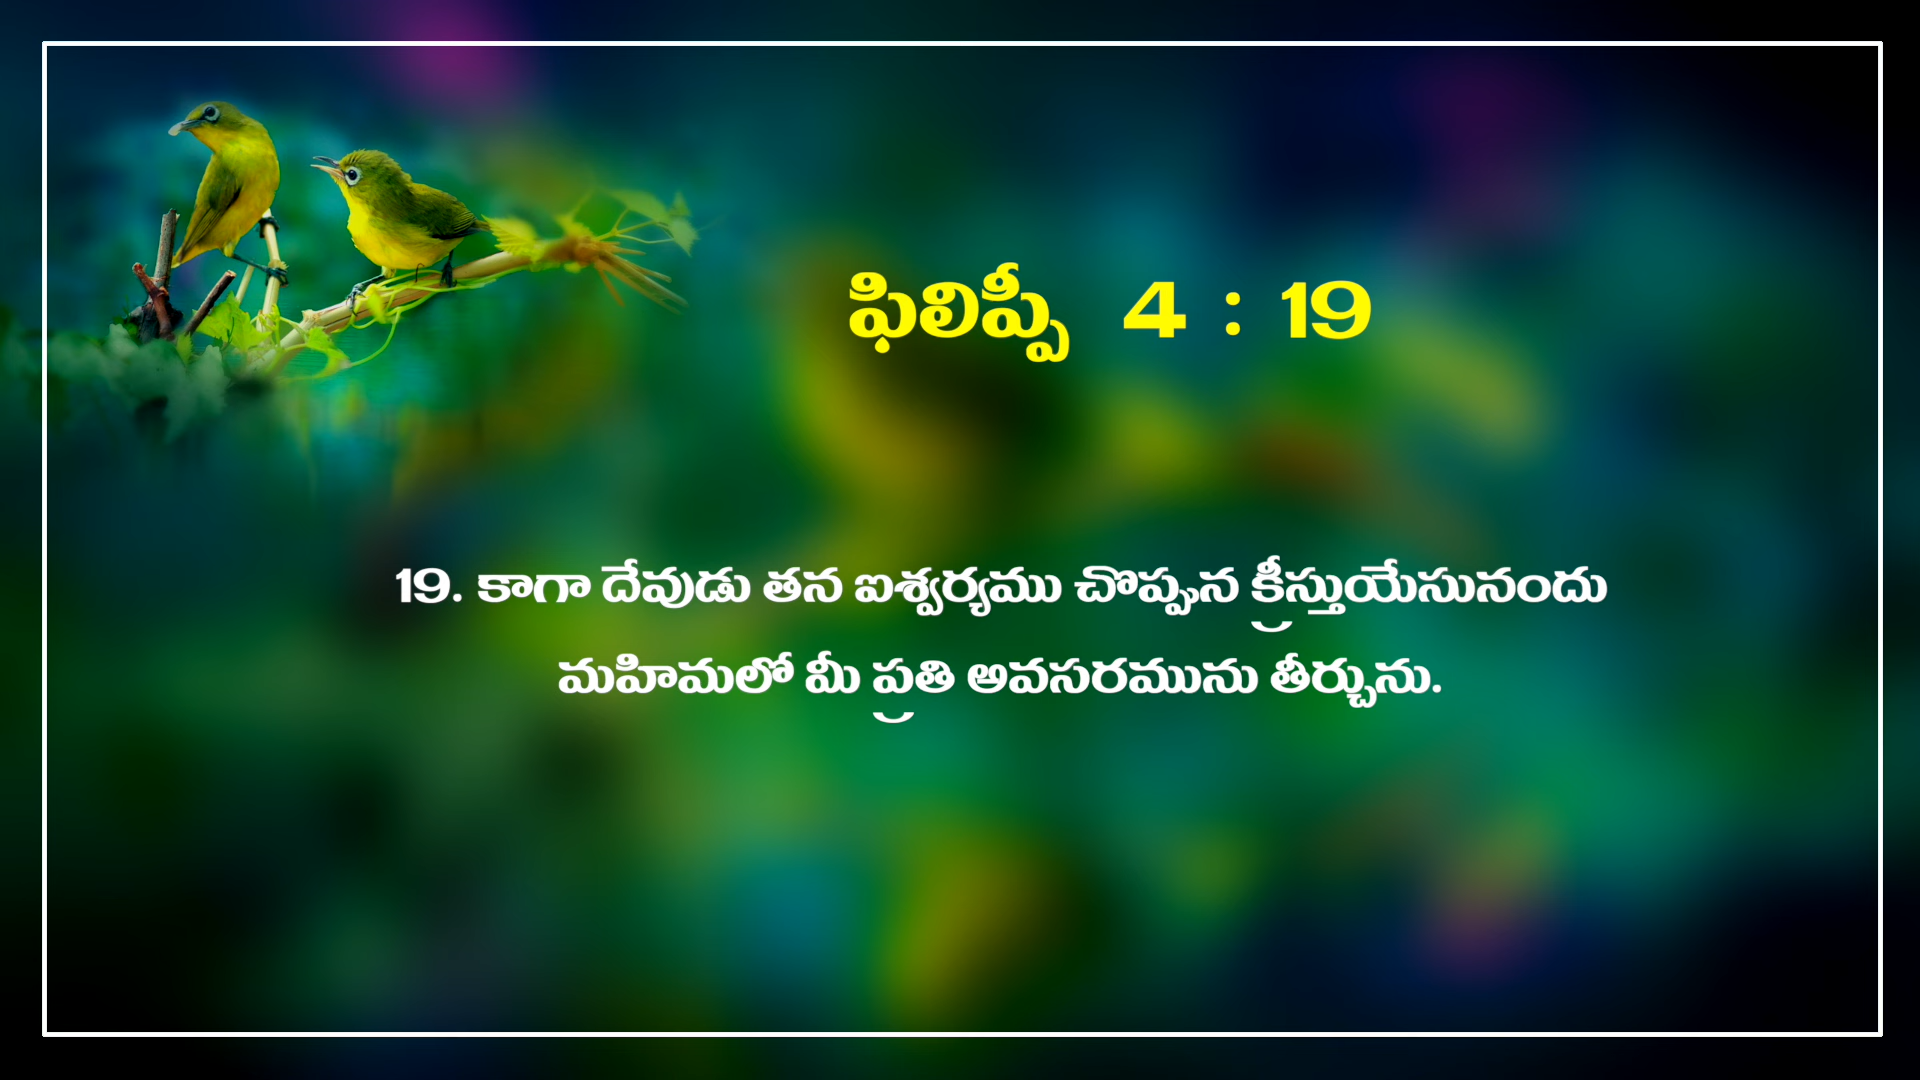 ఫిలిప్పీ 4 : 19
19. కాగా దేవుడు తన ఐశ్వర్యము చొప్పున క్రీస్తుయేసునందు
మహిమలో మీ ప్రతి అవసరమును తీర్చును.